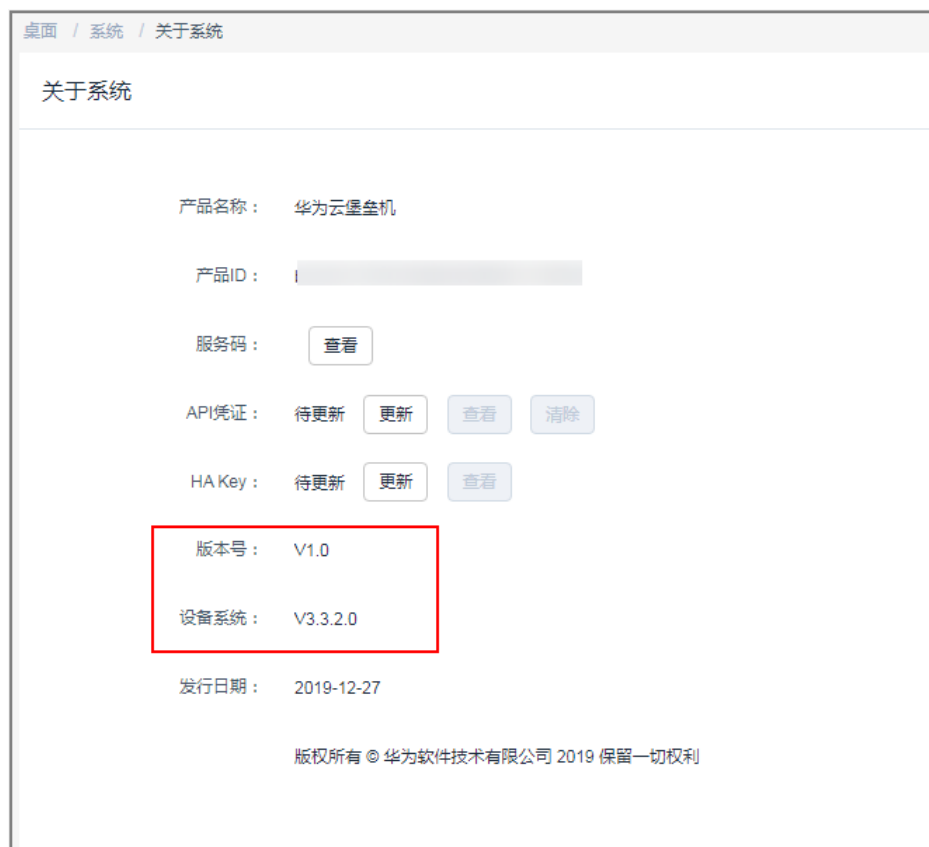 桌面 / 系统 / 关于系统
关于系统
产品名称： 华为云堡垒机
产品ID：
服务码： 查看
API凭证： 待更新 更新 查看 清除
HA Key： 待更新 更新 查看
版本号： V1.0
设备系统： V3.3.2.0
发行日期： 2019-12-27
版权所有 © 华为软件技术有限公司 2019 保留一切权利